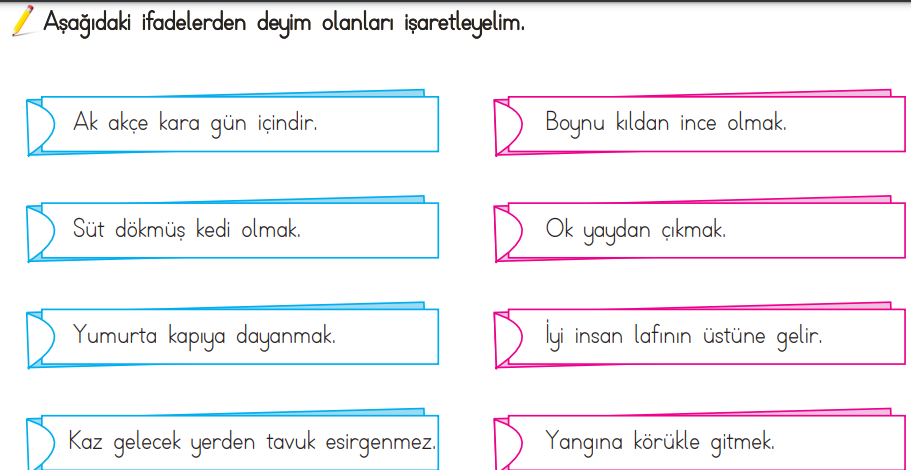 Aşağıdaki ifadelerden deyim olanları işaretleyelim.
Ak akçe kara gün içindir.
Boynu kıldan ince olmak.
Süt dökmüş kedi olmak.
Ok yaydan çıkmak.
Yumurta kapıya dayanmak.
İyi insan lafının üstüne gelir.
Kaz gelecek yerden tavuk esirgenmez.
Yangına körükle gitmek.